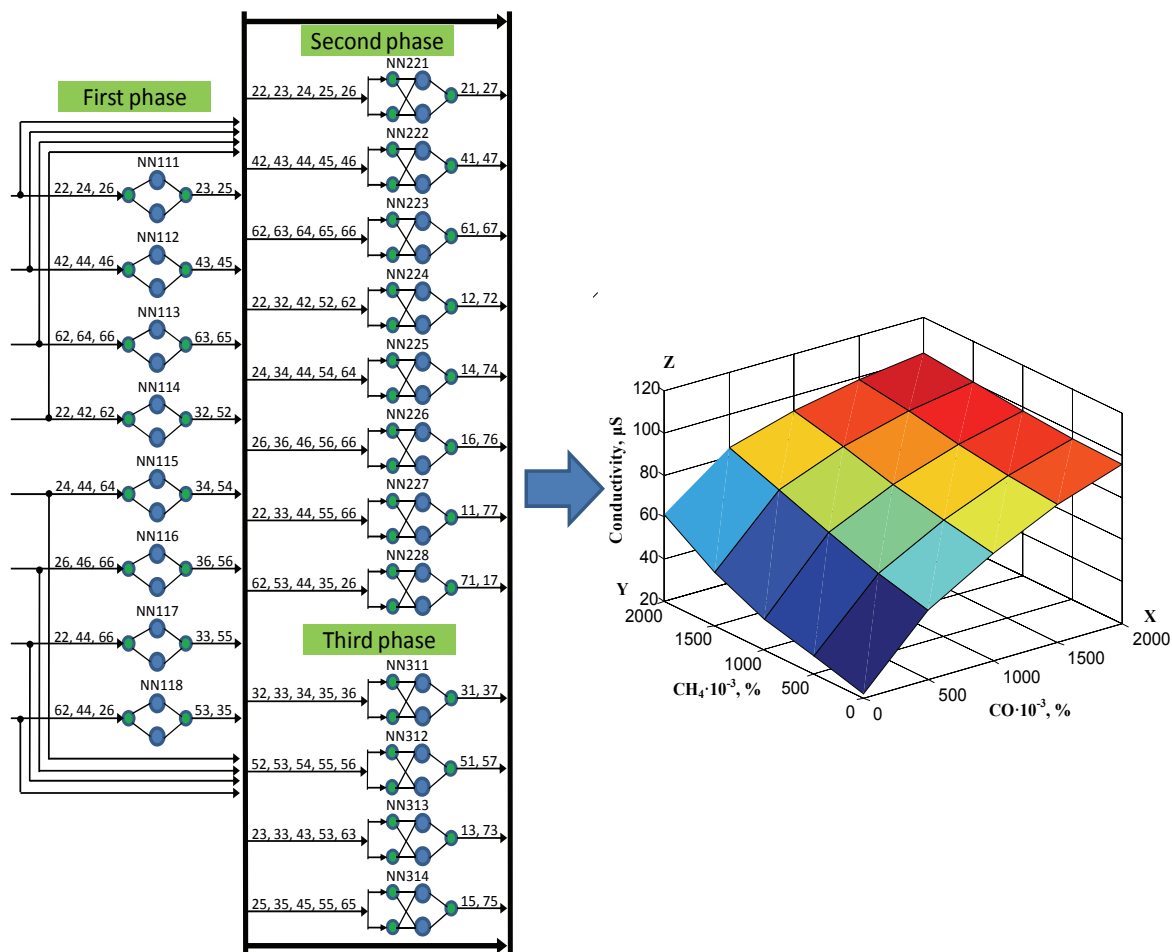 First phase
NN111
22, 24, 26
23, 25
NN112
42, 44, 46
43, 45
NN113
62, 64, 66
63, 65
NN114
22, 42, 62
32, 52
NN115
24, 44, 64
34, 54
NN116
26, 46, 66
36, 56
NN117
22, 44, 66
33, 55
NN118
62, 44, 26
53, 35
Second phase
NN221
22, 23, 24, 25, 26
21, 27
NN222
42, 43, 44, 45, 46
41, 47
NN223
62, 63, 64, 65, 66
61, 67
NN224
22, 32, 42, 52, 62
12, 72
NN225
24, 34, 44, 54, 64
14, 74
NN226
26, 36, 46, 56, 66
16, 76
NN227
22, 33, 44, 55, 66
11, 77
NN228
62, 53, 44, 35, 26
71, 17
Third phase
NN311
32, 33, 34, 35, 36
31, 37
NN312
52, 53, 54, 55, 56
51, 57
NN313
23, 33, 43, 53, 63
13, 73
NN314
25, 35, 45, 55, 65
15, 75
Z
120
100
80
60
40
20
Conductivity, µS
Y
2000
1500
1000
500
0
CH₄·10⁻³, %
X
0
500
1000
1500
2000
CO·10⁻³, %